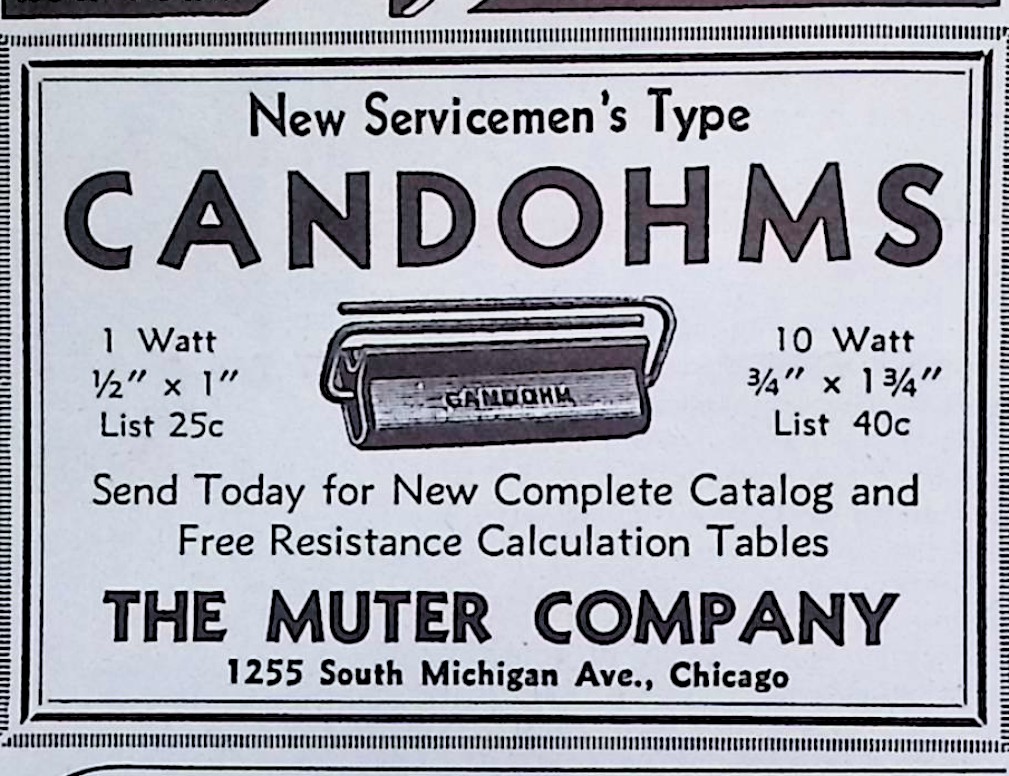 New Servicemen's Type
CANDOHMS
1 Watt
½" x 1"
List 25c
CANDOHM
10 Watt
¾" x 1¾"
List 40c
Send Today for New Complete Catalog and
Free Resistance Calculation Tables
THE MUTER COMPANY
1255 South Michigan Ave., Chicago